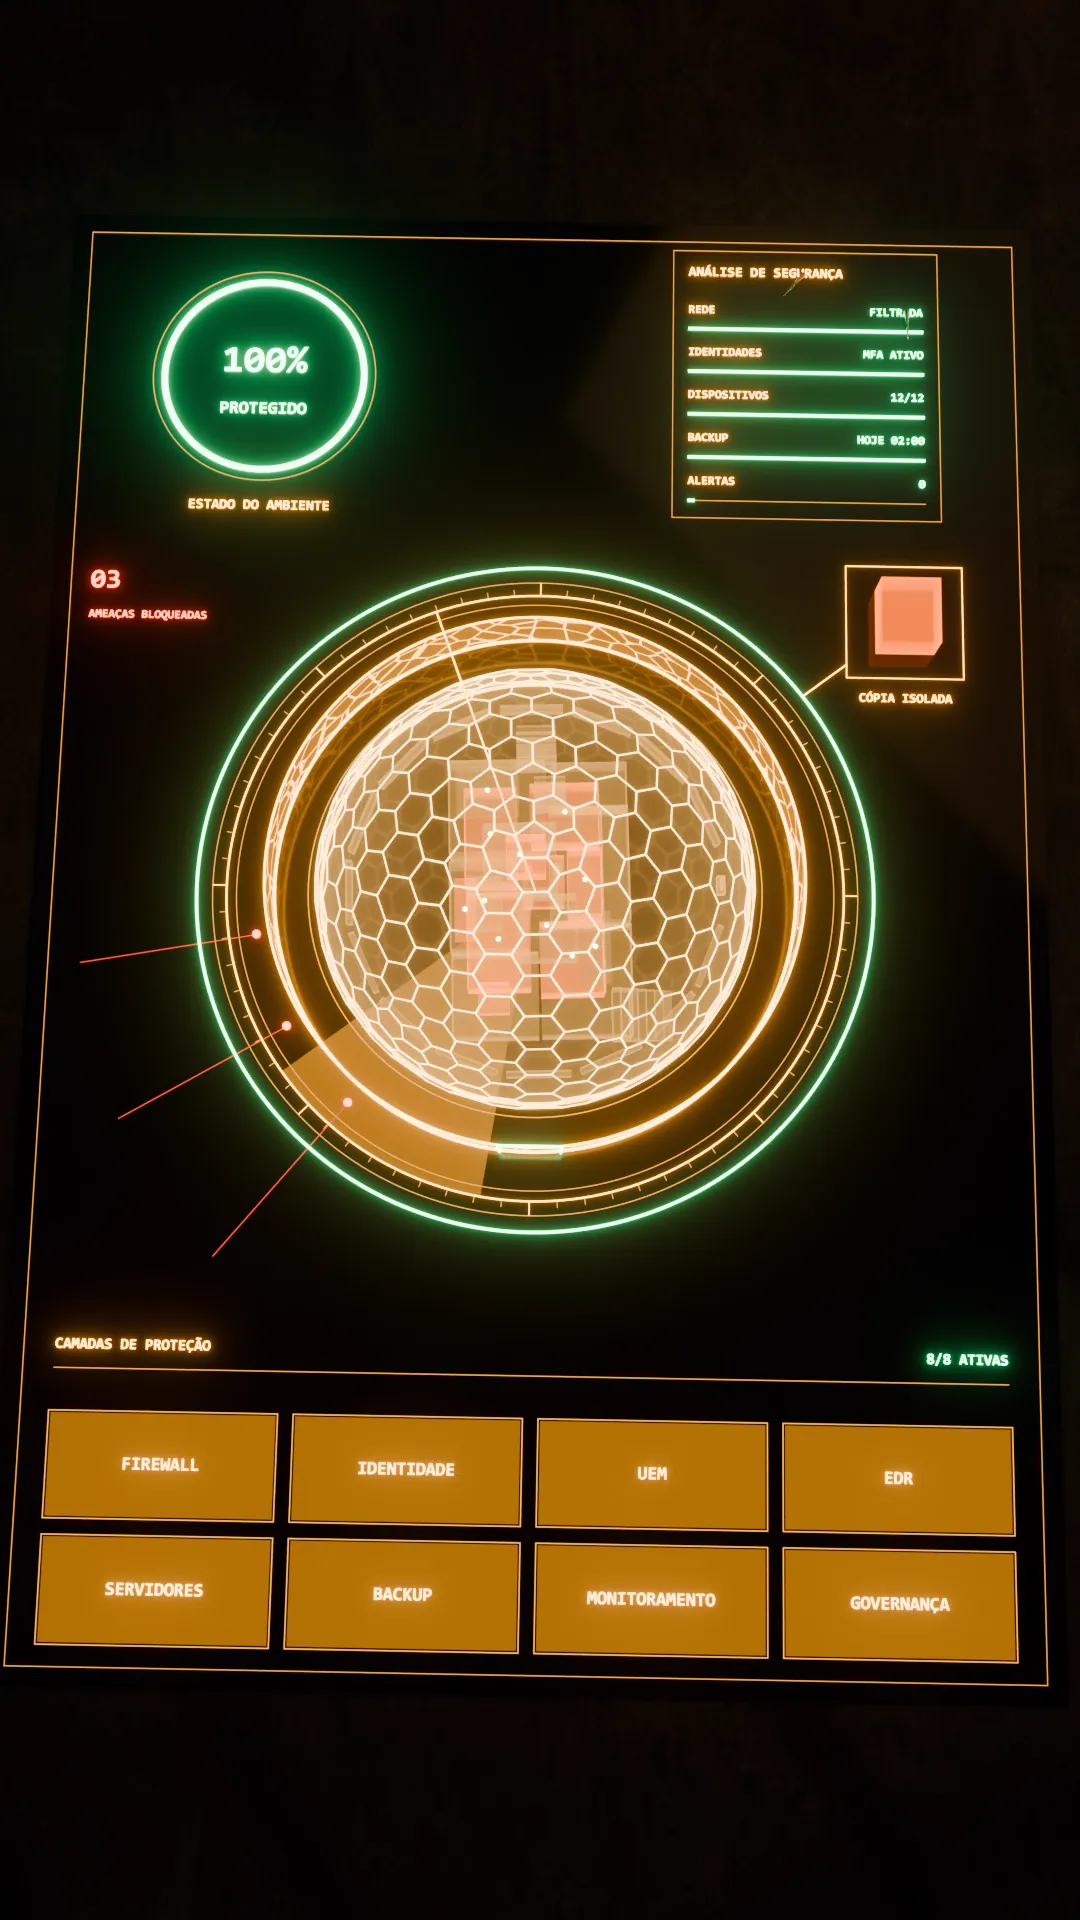 100%
PROTEGIDO
ESTADO DO AMBIENTE
ANÁLISE DE SEGURANÇA
REDE FILTRADA
IDENTIDADES MFA ATIVO
DISPOSITIVOS 12/12
BACKUP HOJE 02:00
ALERTAS 0
03
AMEAÇAS BLOQUEADAS
CÓPIA ISOLADA
CAMADAS DE PROTEÇÃO
8/8 ATIVAS
FIREWALL
IDENTIDADE
UEM
EDR
SERVIDORES
BACKUP
MONITORAMENTO
GOVERNANÇA